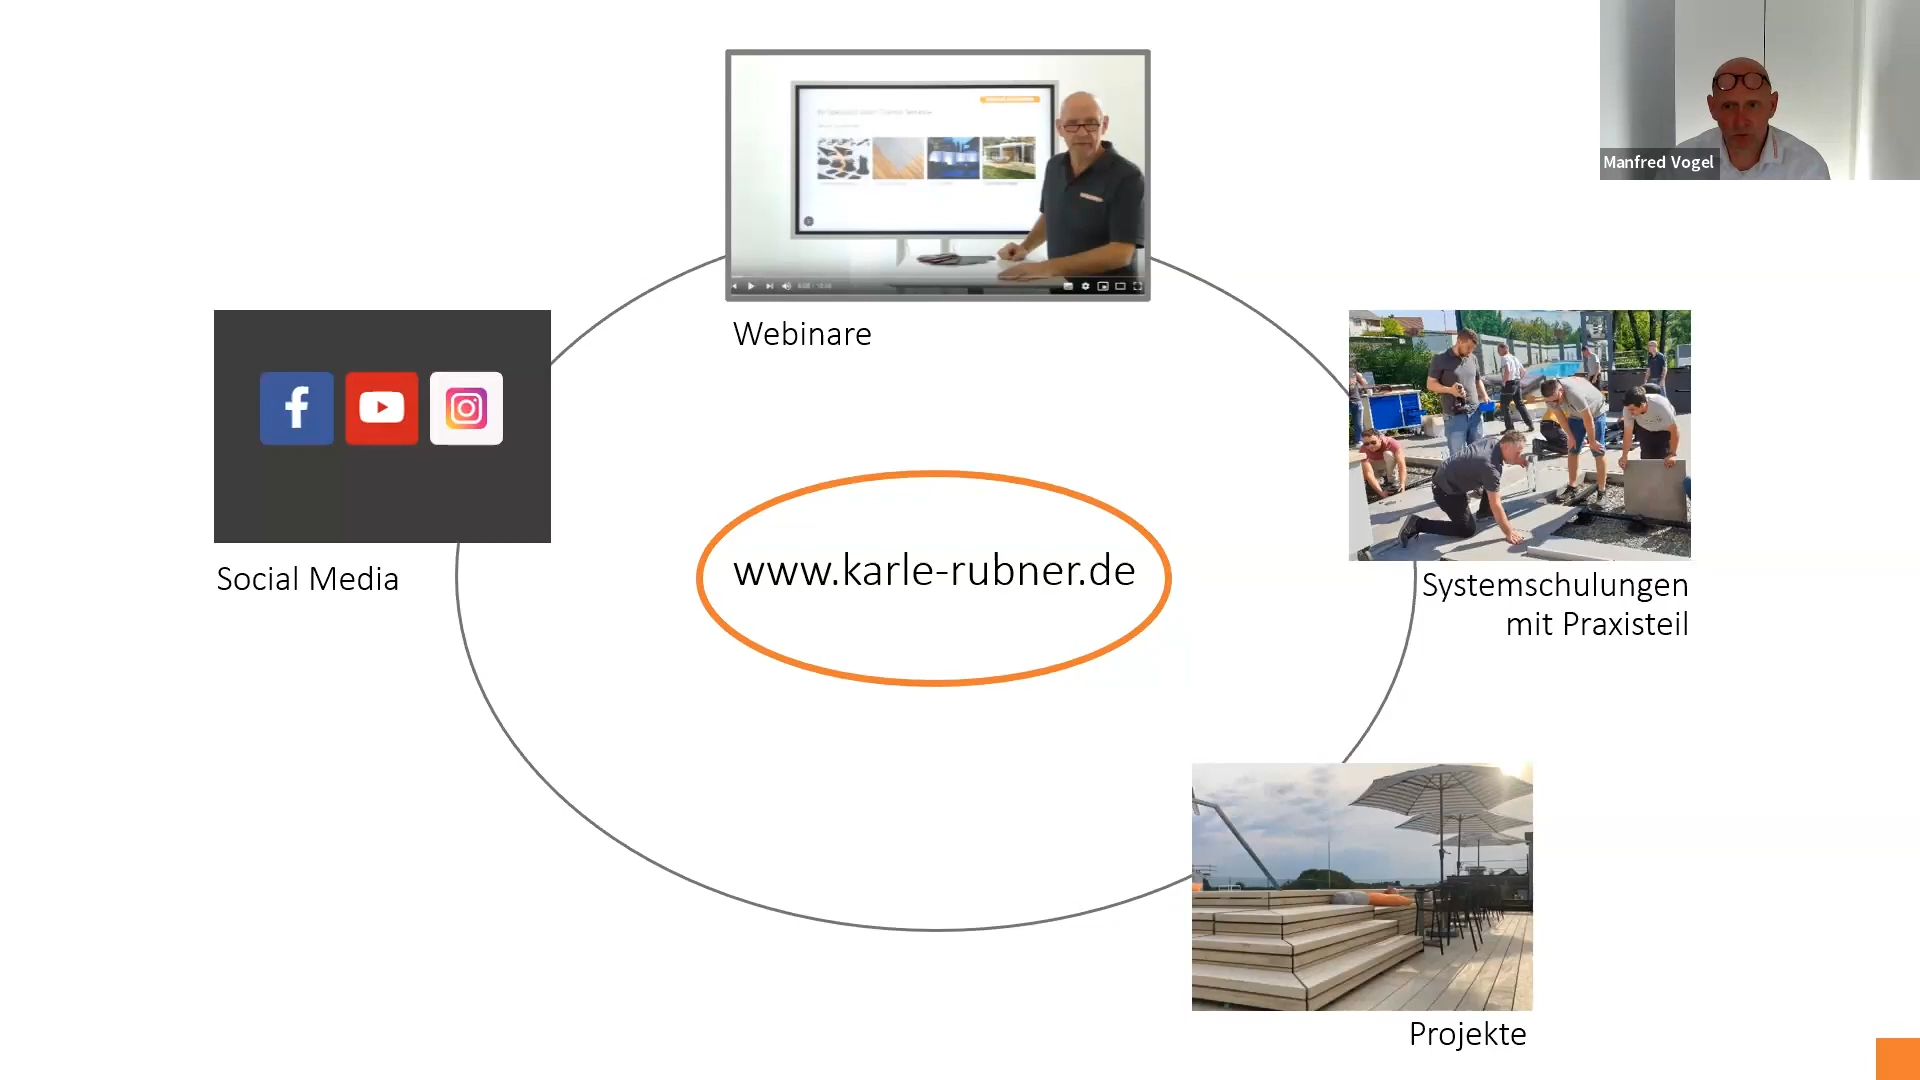 Manfred Vogel
Webinare
Social Media
www.karle-rubner.de
Systemschulungen
mit Praxisteil
Projekte